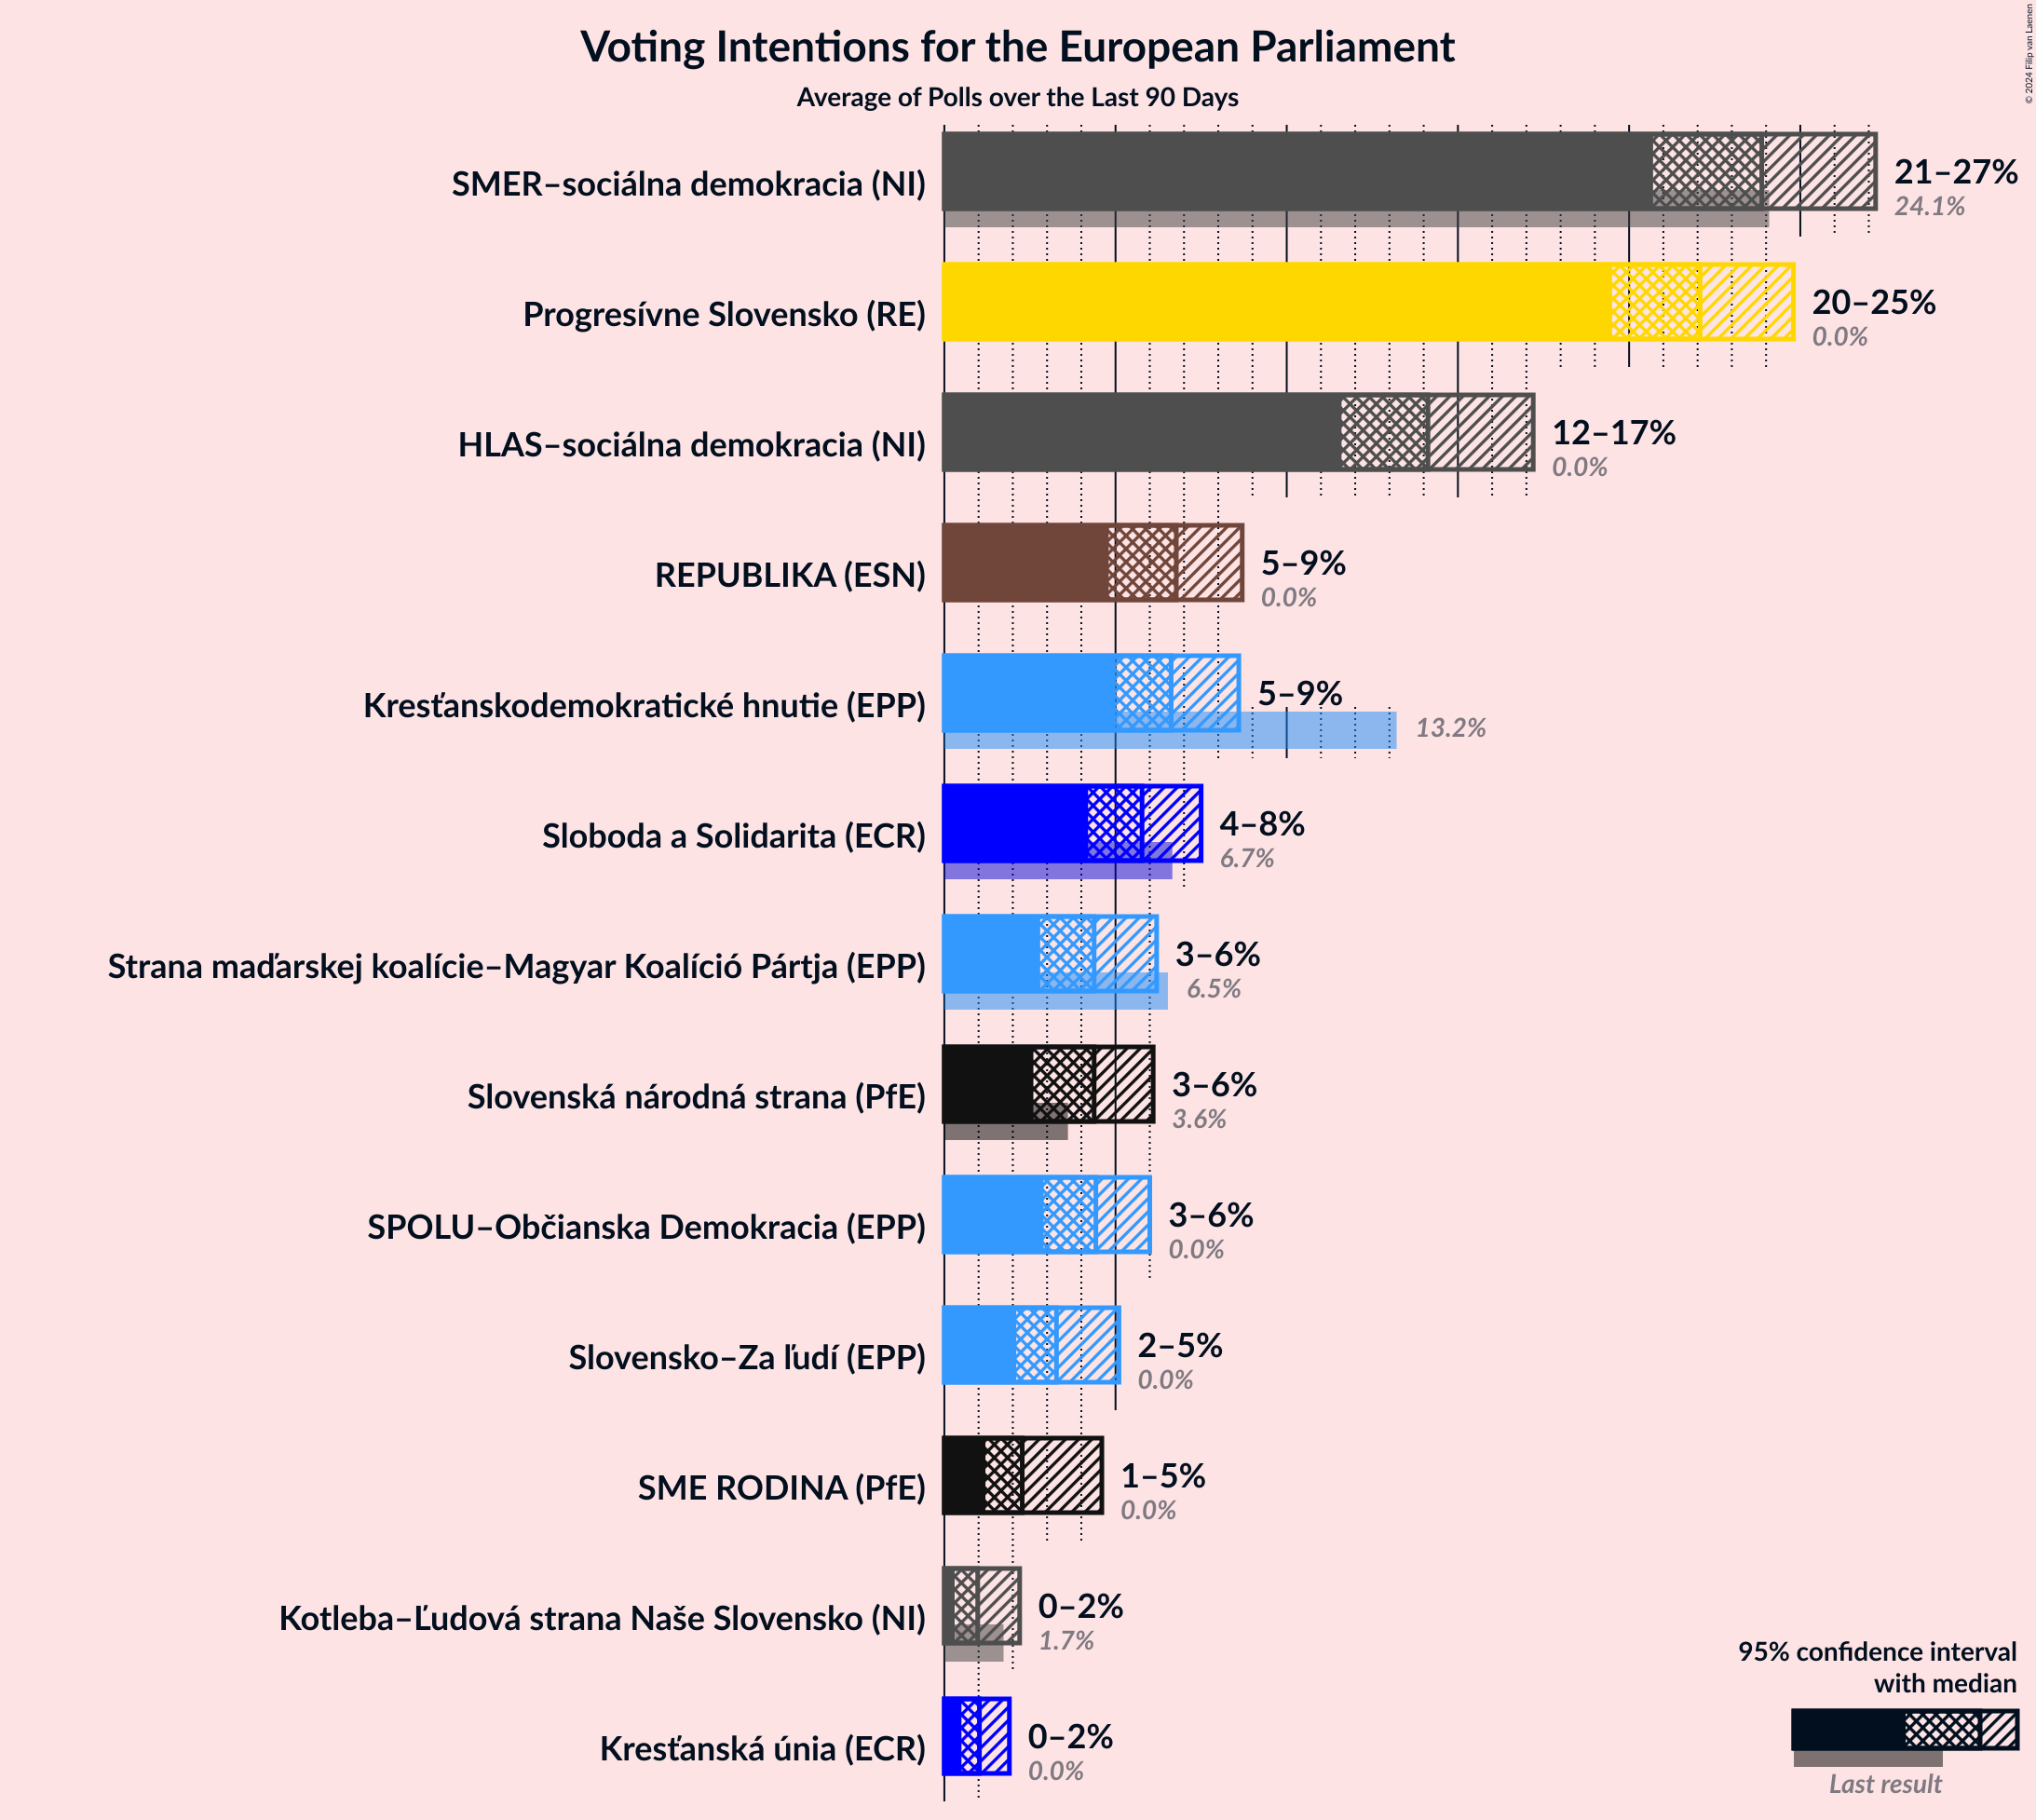 Voting Intentions for the European Parliament
Average of Polls over the Last 90 Days
© 2024 Filip van Laenen
SMER–sociálna demokracia (NI)
21–27%
24.1%
Progresívne Slovensko (RE)
20–25%
0.0%
HLAS–sociálna demokracia (NI)
12–17%
0.0%
REPUBLIKA (ESN)
5–9%
0.0%
Kresťanskodemokratické hnutie (EPP)
5–9%
13.2%
Sloboda a Solidarita (ECR)
4–8%
6.7%
Strana maďarskej koalície–Magyar Koalíció Pártja (EPP)
3–6%
6.5%
Slovenská národná strana (PfE)
3–6%
3.6%
SPOLU–Občianska Demokracia (EPP)
3–6%
0.0%
Slovensko–Za ľudí (EPP)
2–5%
0.0%
SME RODINA (PfE)
1–5%
0.0%
Kotleba–Ľudová strana Naše Slovensko (NI)
0–2%
1.7%
Kresťanská únia (ECR)
0–2%
0.0%
95% confidence interval
with median
Last result